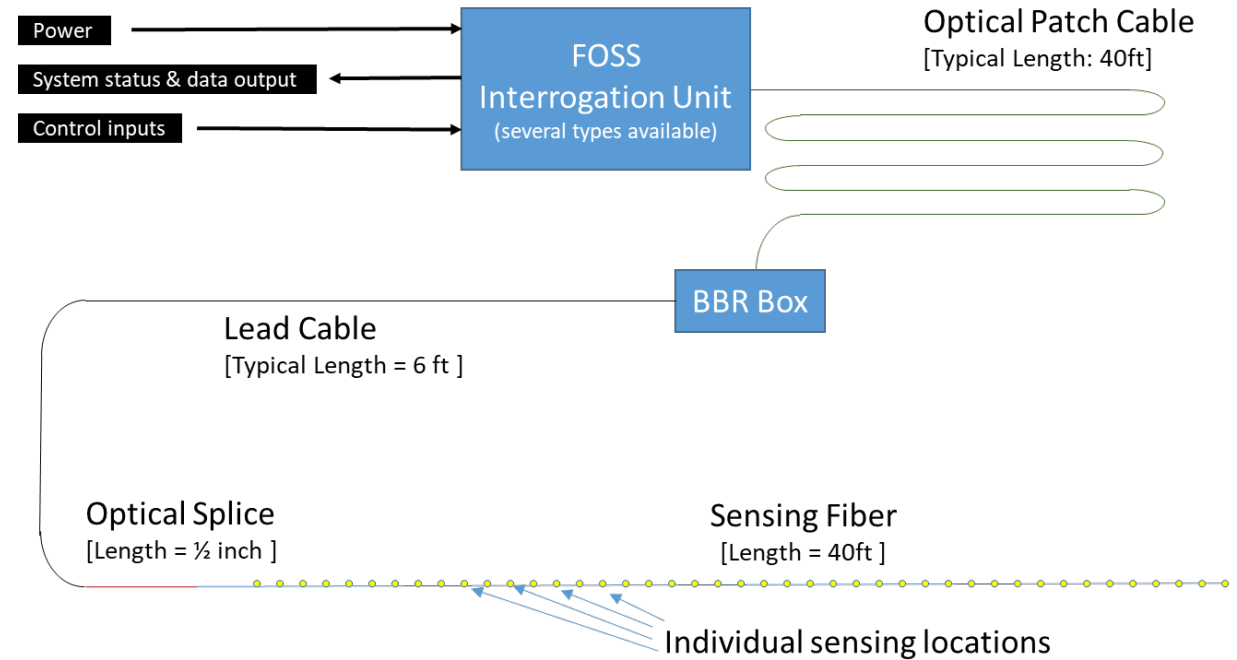 Power
System status & data output
Control inputs
FOSS
Interrogation Unit
(several types available)
Optical Patch Cable
[Typical Length: 40ft]
BBR Box
Lead Cable
[Typical Length = 6 ft ]
Optical Splice
[Length = ½ inch ]
Sensing Fiber
[Length = 40ft ]
Individual sensing locations